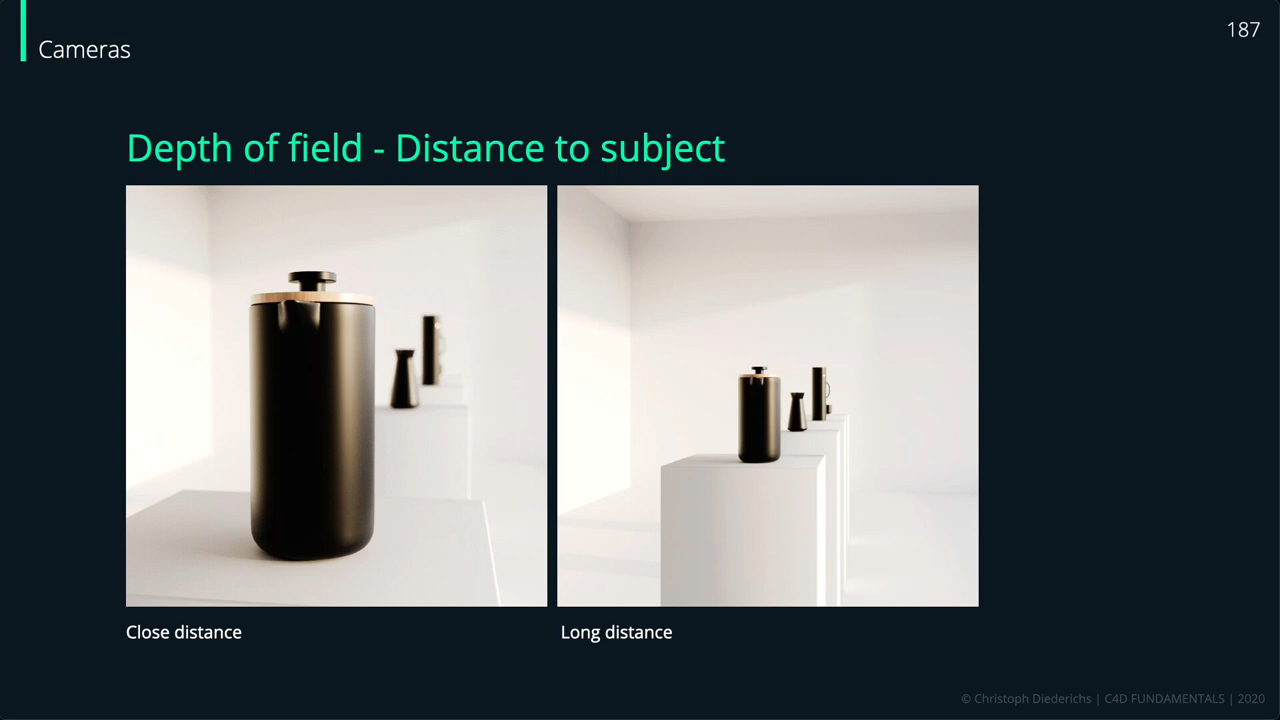 Cameras
187
Depth of field - Distance to subject
Close distance
Long distance
© Christoph Diederichs | C4D FUNDAMENTALS | 2020